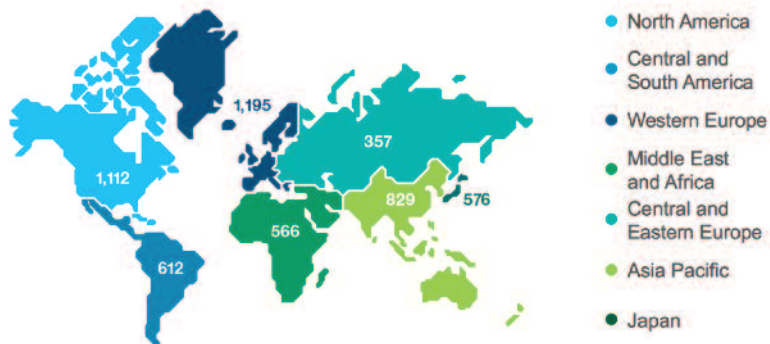 1,195
357
1,112
829
576
566
612
North America
Central and
South America
Western Europe
Middle East
and Africa
Central and
Eastern Europe
Asia Pacific
Japan